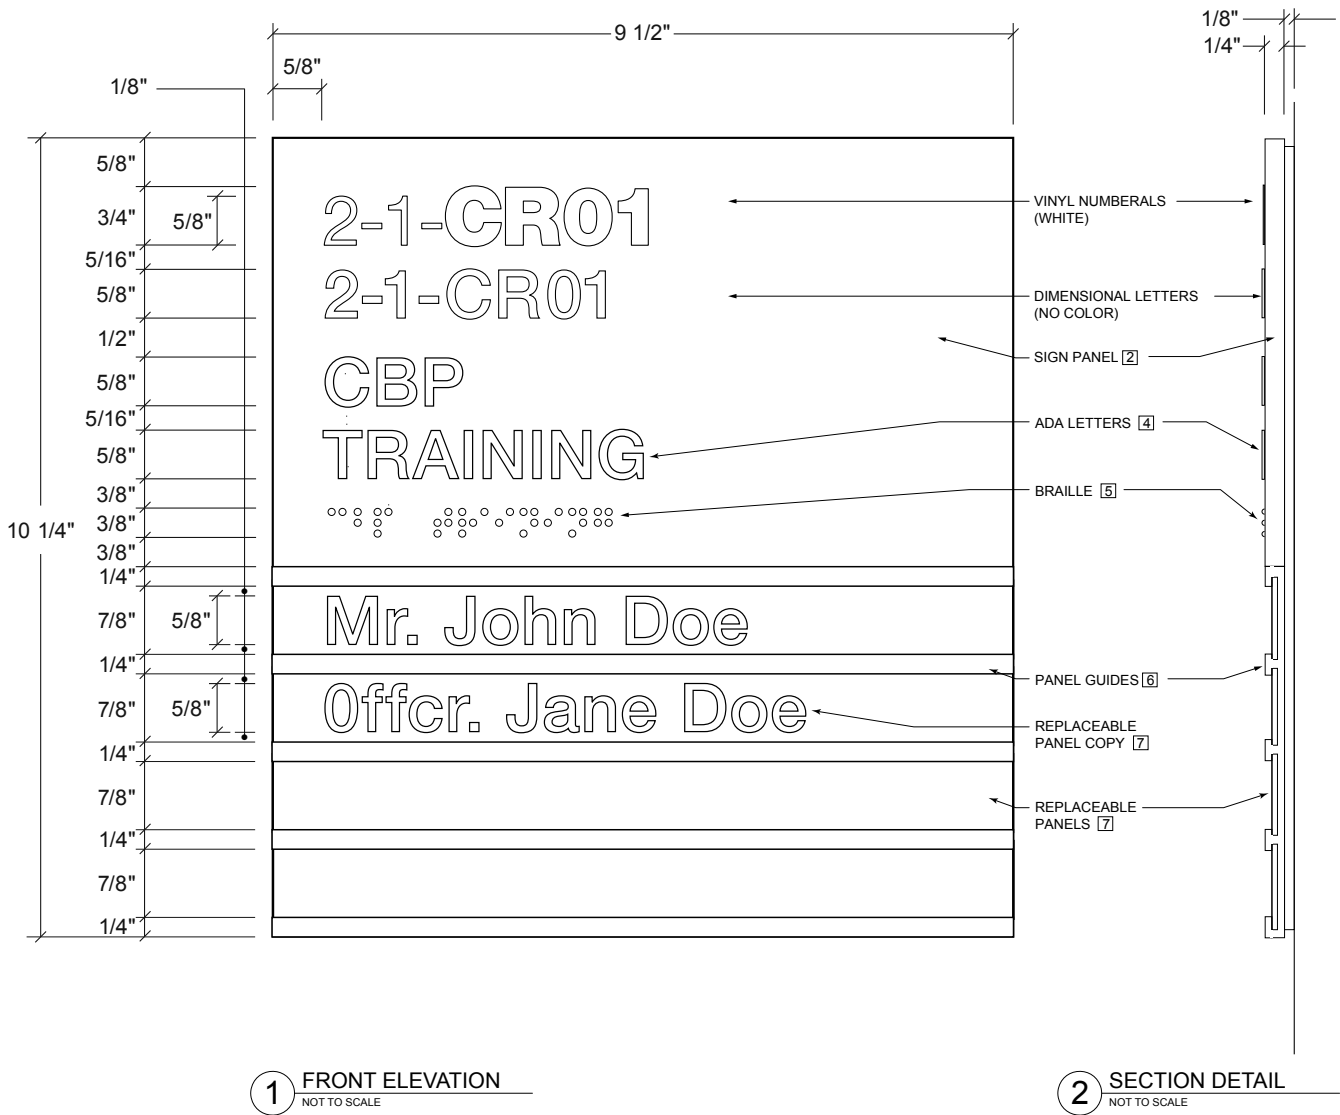 9 1/2"
5/8"
1/8"
1/8"
1/4"
5/8"
3/4"
5/8"
5/16"
5/8"
1/2"
5/8"
5/16"
5/8"
3/8"
3/8"
3/8"
1/4"
7/8"
5/8"
1/4"
7/8"
5/8"
1/4"
7/8"
1/4"
7/8"
1/4"
10 1/4"
2-1-CR01
2-1-CR01
CBP
TRAINING
Mr. John Doe
0ffcr. Jane Doe
VINYL NUMBERALS
(WHITE)
DIMENSIONAL LETTERS
(NO COLOR)
SIGN PANEL 2
ADA LETTERS 4
BRAILLE 5
PANEL GUIDES 6
REPLACEABLE
PANEL COPY 7
REPLACEABLE
PANELS 7
1 FRONT ELEVATION
NOT TO SCALE
2 SECTION DETAIL
NOT TO SCALE